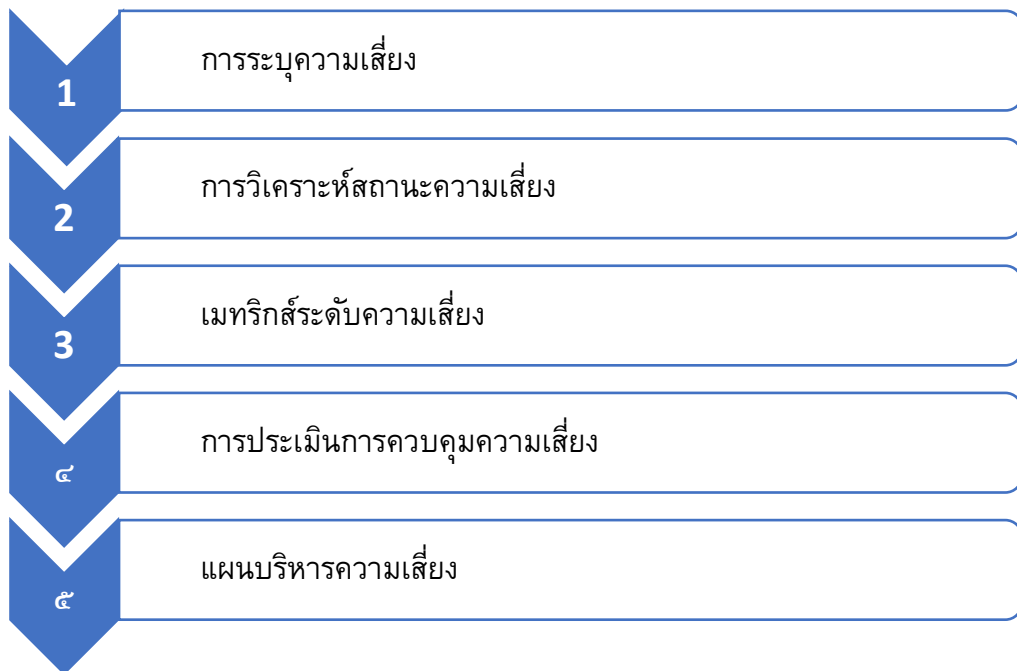 1 การระบุความเสี่ยง
2 การวิเคราะห์สถานะความเสี่ยง
3 เมทริกส์ระดับความเสี่ยง
๔ การประเมินการควบคุมความเสี่ยง
๕ แผนบริหารความเสี่ยง